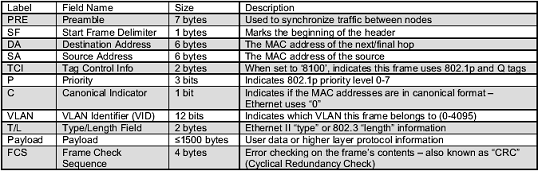 Label Field Name Size Description
PRE Preamble 7 bytes Used to synchronize traffic between nodes
SF Start Frame Delimiter 1 bytes Marks the beginning of the header
DA Destination Address 6 bytes The MAC address of the next/final hop
SA Source Address 6 bytes The MAC address of the source
TCI Tag Control Info 2 bytes When set to '8100', indicates this frame uses 802.1p and Q tags
P Priority 3 bits Indicates 802.1p priority level 0-7
C Canonical Indicator 1 bit Indicates if the MAC addresses are in canonical format –
Ethernet uses "0"
VLAN VLAN Identifier (VID) 12 bits Indicates which VLAN this frame belongs to (0-4095)
T/L Type/Length Field 2 bytes Ethernet II "type" or 802.3 "length" information
Payload Payload ≤1500 bytes User data or higher layer protocol information
FCS Frame Check 4 bytes Error checking on the frame's contents – also known as "CRC"
Sequence (Cyclical Redundancy Check)